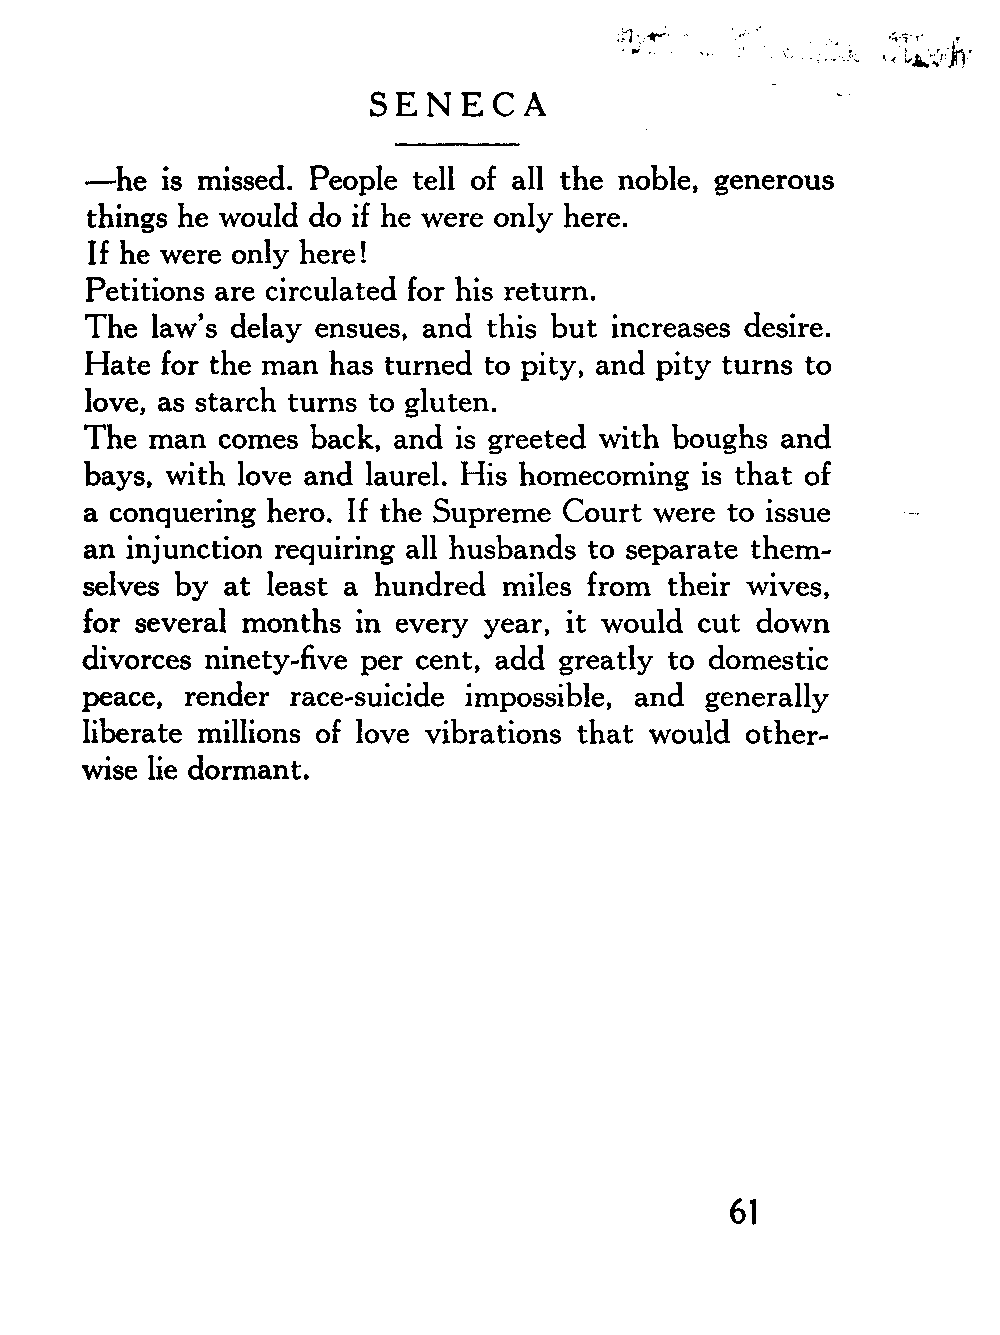 SENECA
—he is missed. People tell of all the noble, generous
things he would do if he were only here.
If he were only here!
Petitions are circulated for his return.
The law's delay ensues, and this but increases desire.
Hate for the man has turned to pity, and pity turns to
love, as starch turns to gluten.
The man comes back, and is greeted with boughs and
bays, with love and laurel. His homecoming is that of
a conquering hero. If the Supreme Court were to issue
an injunction requiring all husbands to separate them-
selves by at least a hundred miles from their wives,
for several months in every year, it would cut down
divorces ninety-five per cent, add greatly to domestic
peace, render race-suicide impossible, and generally
liberate millions of love vibrations that would other-
wise lie dormant.
61